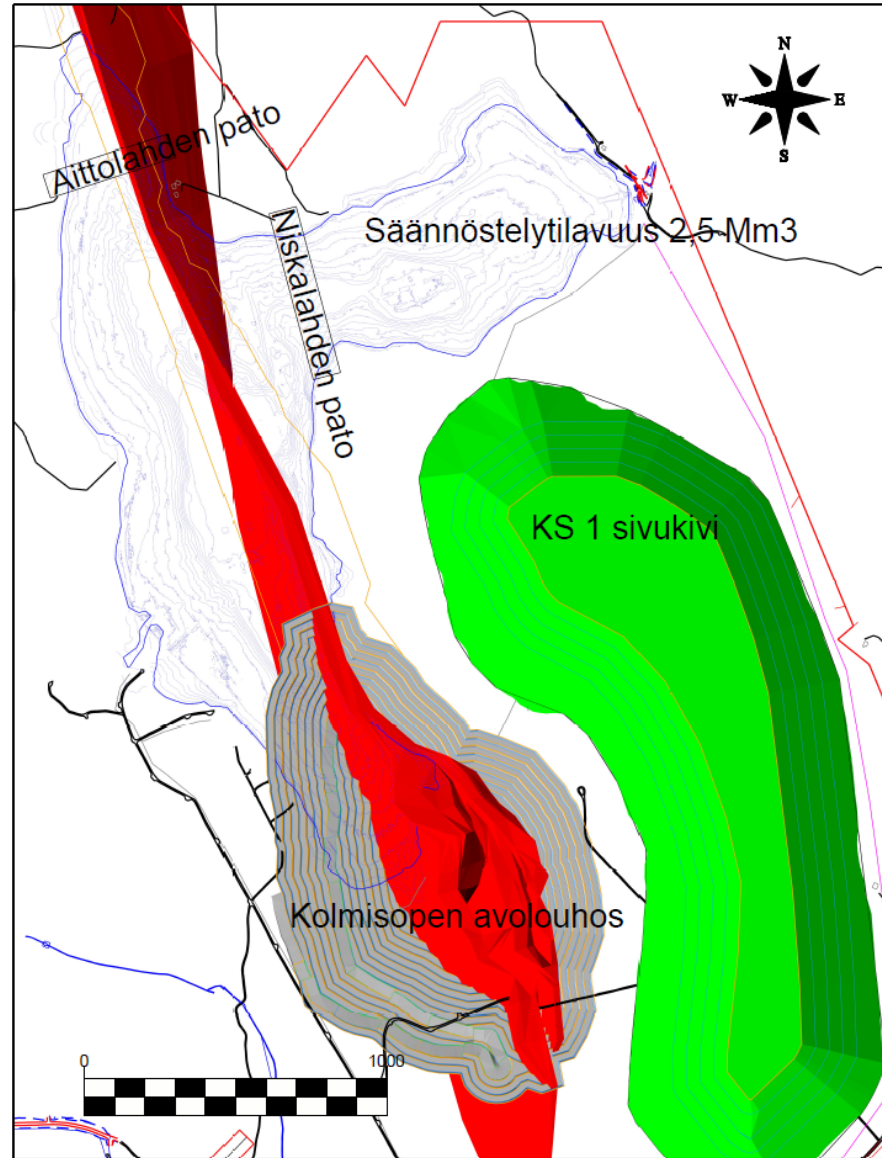 N
W E
S
Aittolahden pato
Niskalahden pato
Säännöstelytilavuus 2,5 Mm3
KS 1 sivukivi
Kolmisopen avolouhos
0 1000